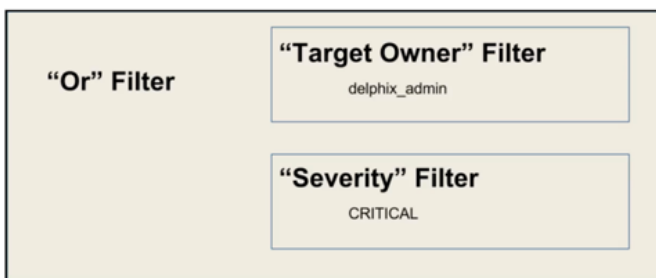 “Or” Filter
“Target Owner” Filter
delphix_admin
“Severity” Filter
CRITICAL